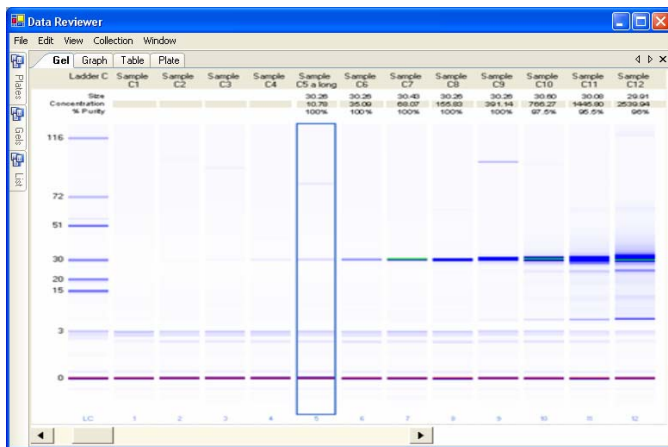 Data Reviewer
File Edit View Collection Window
Gel Graph Table Plate
Plates
Gels
List
Ladder C Sample C1 Sample C2 Sample C3 Sample C4 Sample C5 a long Sample C6 Sample C7 Sample C8 Sample C9 Sample C10 Sample C11 Sample C12
Size 30.26 30.26 30.43 30.26 30.26 30.60 30.08 29.91
Concentration 10.78 35.09 68.07 155.83 391.14 766.27 1445.80 2539.94
% Purity 100% 100% 100% 100% 100% 97.5% 95.5% 96%
116
72
51
30
20
15
3
0
LC 1 2 3 4 5 6 7 8 9 10 11 12